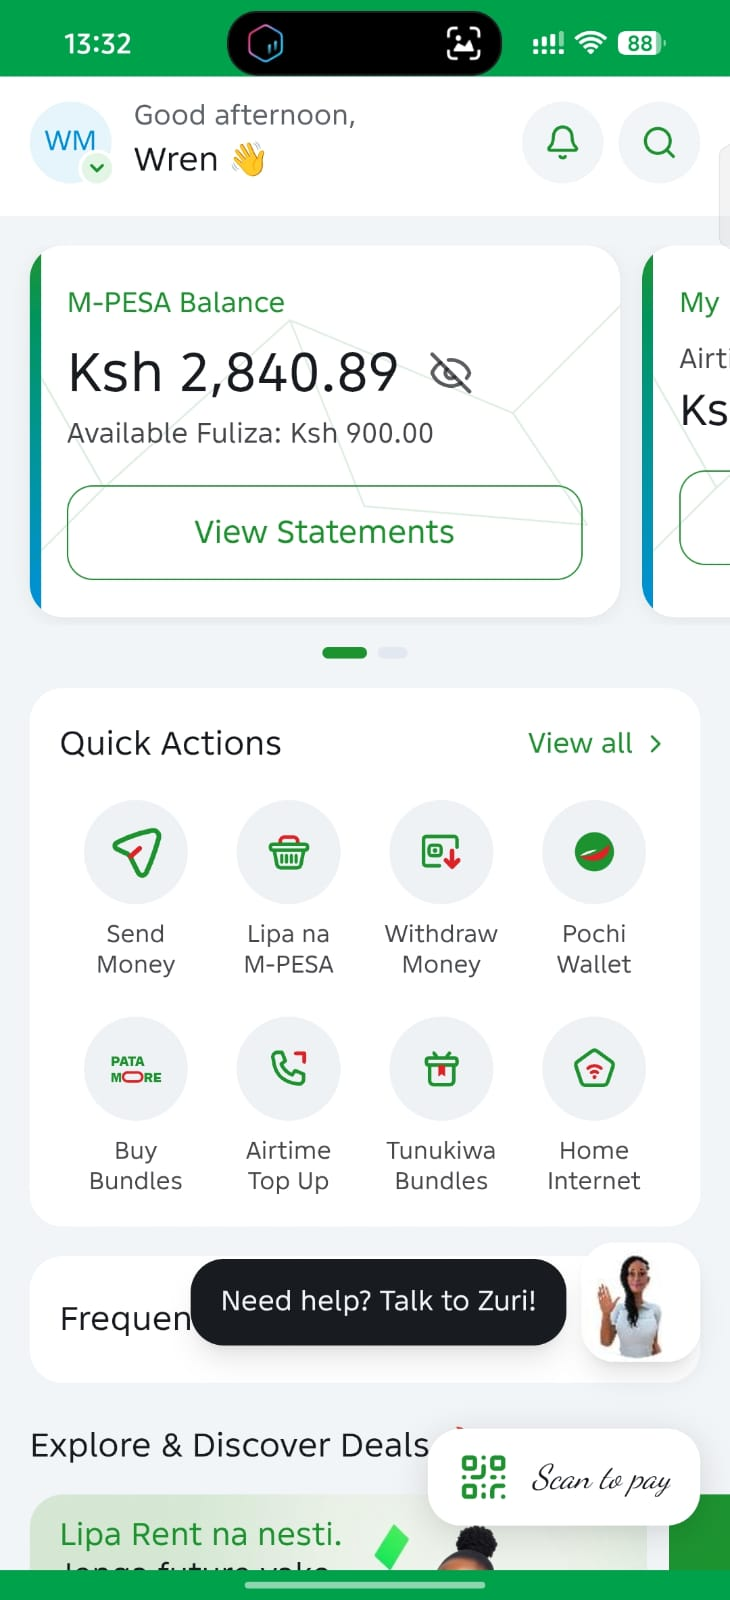 13:32
88
WM
Good afternoon,
Wren 👋
M-PESA Balance
Ksh 2,840.89
Available Fuliza: Ksh 900.00
View Statements
My
Quick Actions
View all
Send
Money
Lipa na
M-PESA
Withdraw
Money
Pochi
Wallet
PATA
MORE
Buy
Bundles
Airtime
Top Up
Tunukiwa
Bundles
Home
Internet
Need help? Talk to Zuri!
Explore & Discover Deals
Scan to pay
Lipa Rent na nesti.